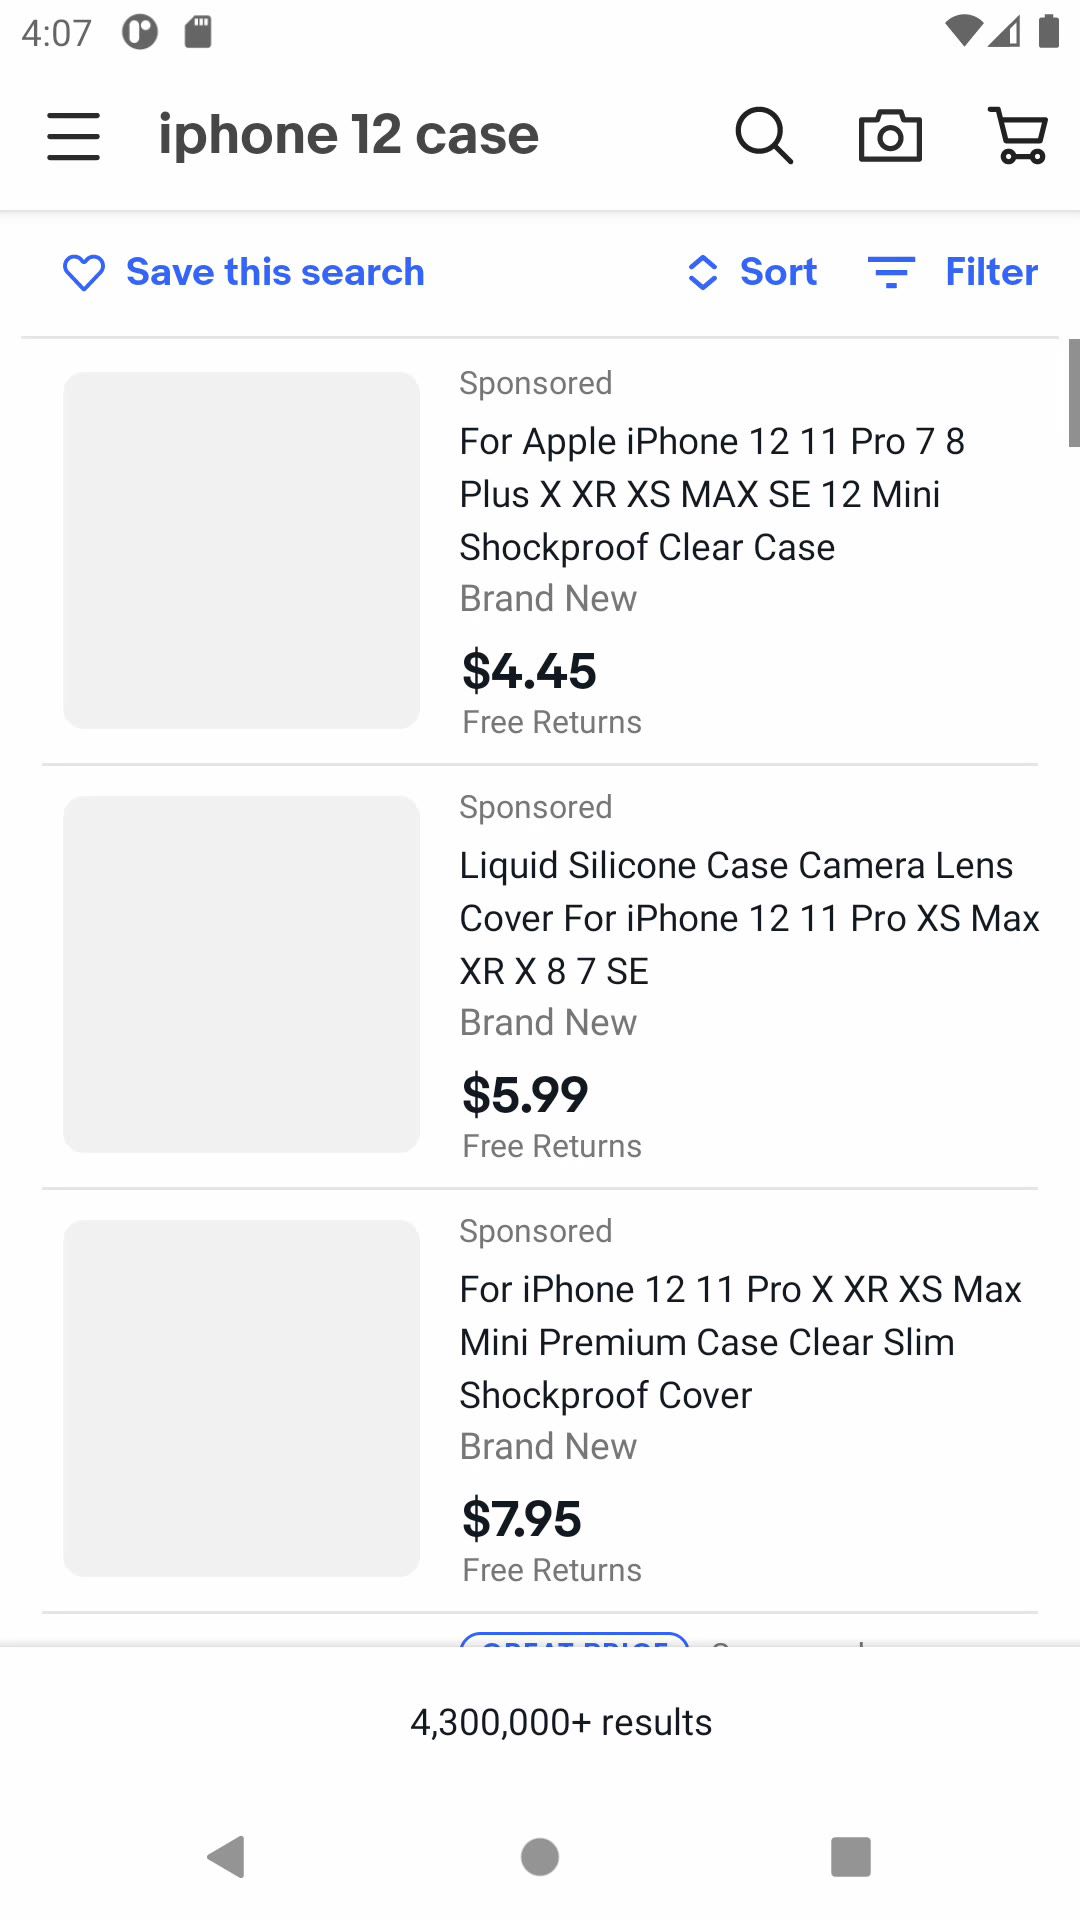 4:07
iphone 12 case
Save this search
Sort
Filter
Sponsored
For Apple iPhone 12 11 Pro 7 8
Plus X XR XS MAX SE 12 Mini
Shockproof Clear Case
Brand New
$4.45
Free Returns
Sponsored
Liquid Silicone Case Camera Lens
Cover For iPhone 12 11 Pro XS Max
XR X 8 7 SE
Brand New
$5.99
Free Returns
Sponsored
For iPhone 12 11 Pro X XR XS Max
Mini Premium Case Clear Slim
Shockproof Cover
Brand New
$7.95
Free Returns
GREAT PRICE
4,300,000+ results